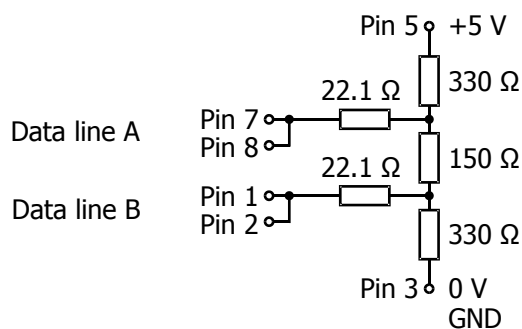 Pin 5 +5 V
330 Ω
22.1 Ω
Data line A
Pin 7
Pin 8
150 Ω
22.1 Ω
Data line B
Pin 1
Pin 2
330 Ω
Pin 3 0 V
GND